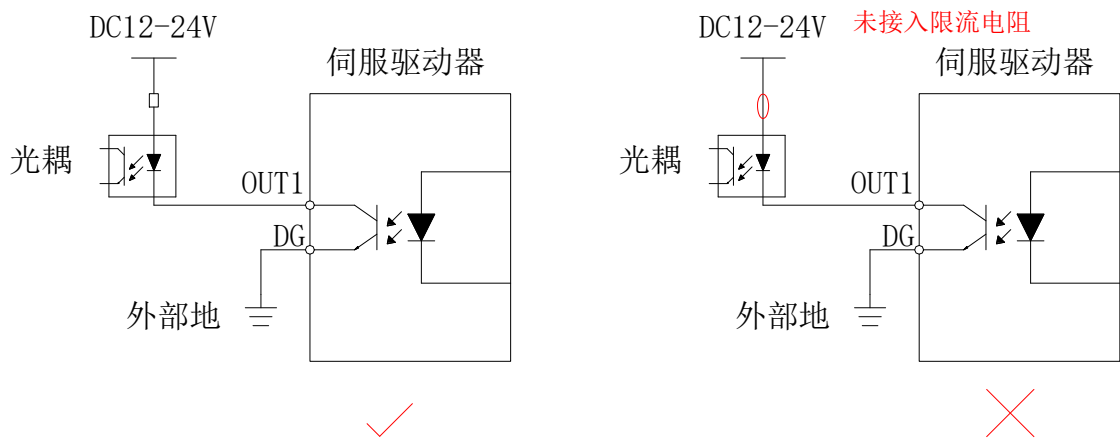 DC12-24V
伺服驱动器
光耦
OUT1
DG
外部地
DC12-24V
未接入限流电阻
伺服驱动器
光耦
OUT1
DG
外部地